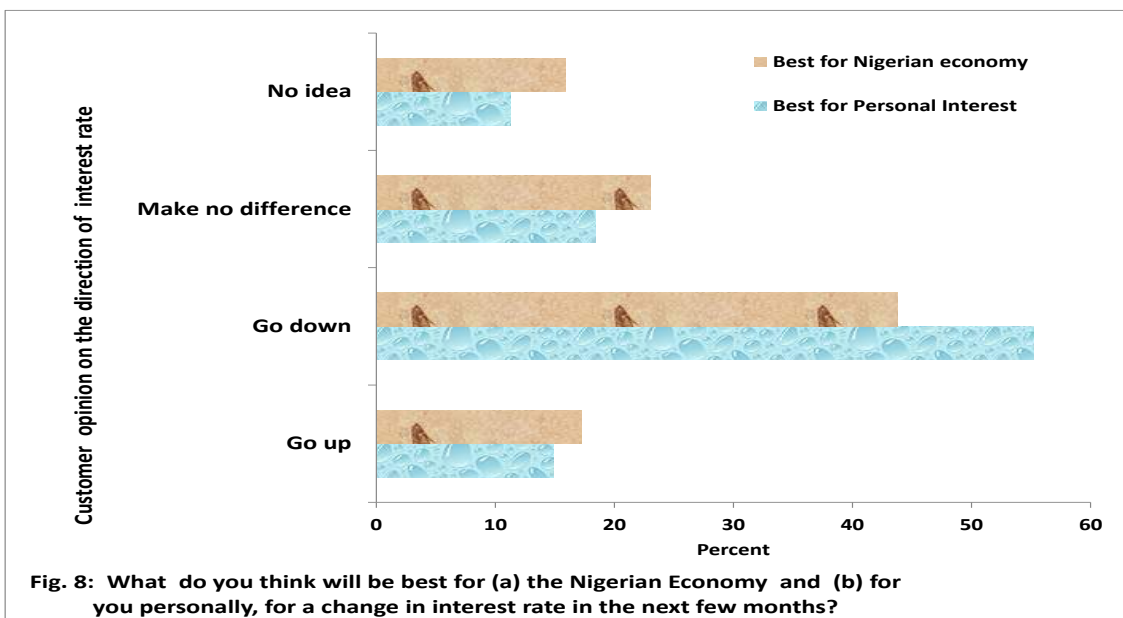 Customer opinion on the direction of interest rate
Best for Nigerian economy
Best for Personal Interest
No idea
Make no difference
Go down
Go up
0 10 20 30 40 50 60
Percent
Fig. 8: What do you think will be best for (a) the Nigerian Economy and (b) for
you personally, for a change in interest rate in the next few months?